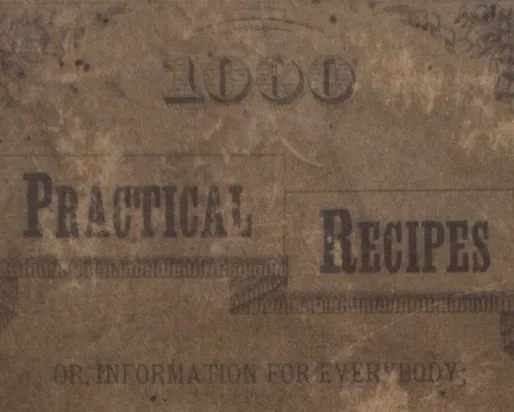 1000
PRACTICAL
RECIPES
OR, INFORMATION FOR EVERYBODY;